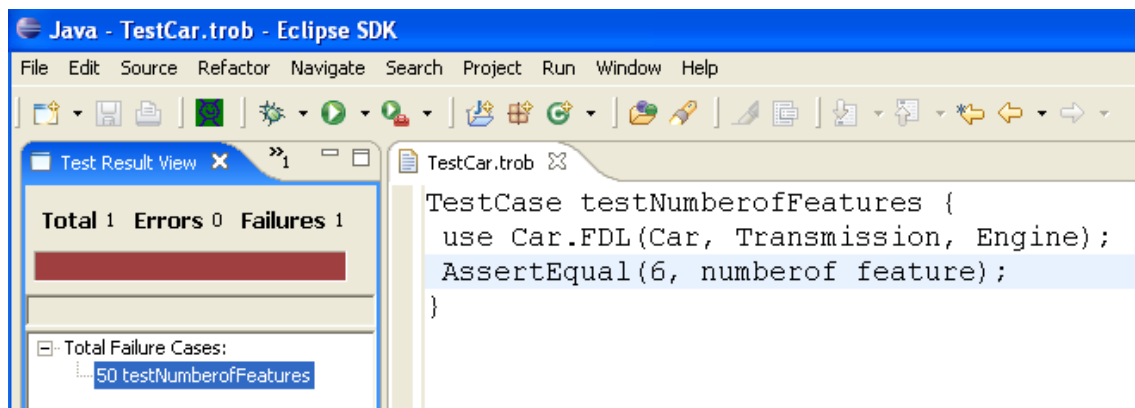 Java - TestCar.trob - Eclipse SDK
File Edit Source Refactor Navigate Search Project Run Window Help
Test Result View
»1
TestCar.trob
Total 1 Errors 0 Failures 1
Total Failure Cases:
50 testNumberofFeatures
TestCase testNumberofFeatures {
use Car.FDL(Car, Transmission, Engine);
AssertEqual(6, numberof feature);
}